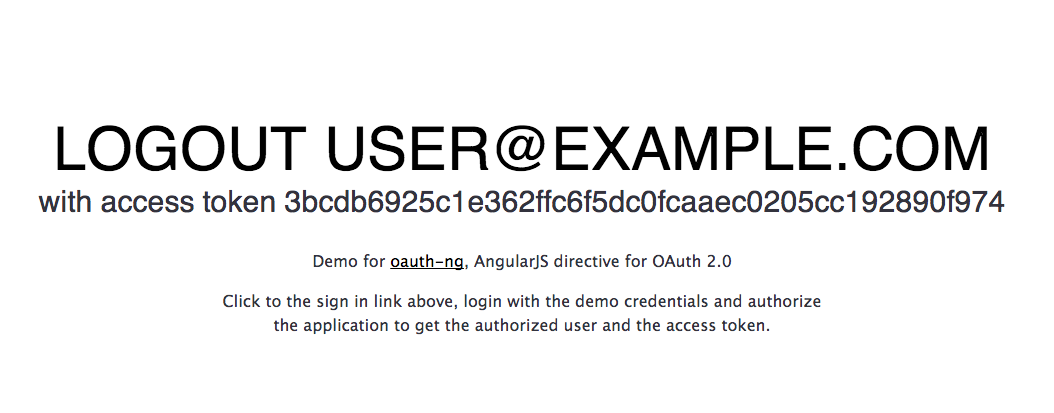 LOGOUT USER@EXAMPLE.COM
with access token 3bcdb6925c1e362ffc6f5dc0fcaaec0205cc192890f974
Demo for oauth-ng, AngularJS directive for OAuth 2.0
Click to the sign in link above, login with the demo credentials and authorize
the application to get the authorized user and the access token.